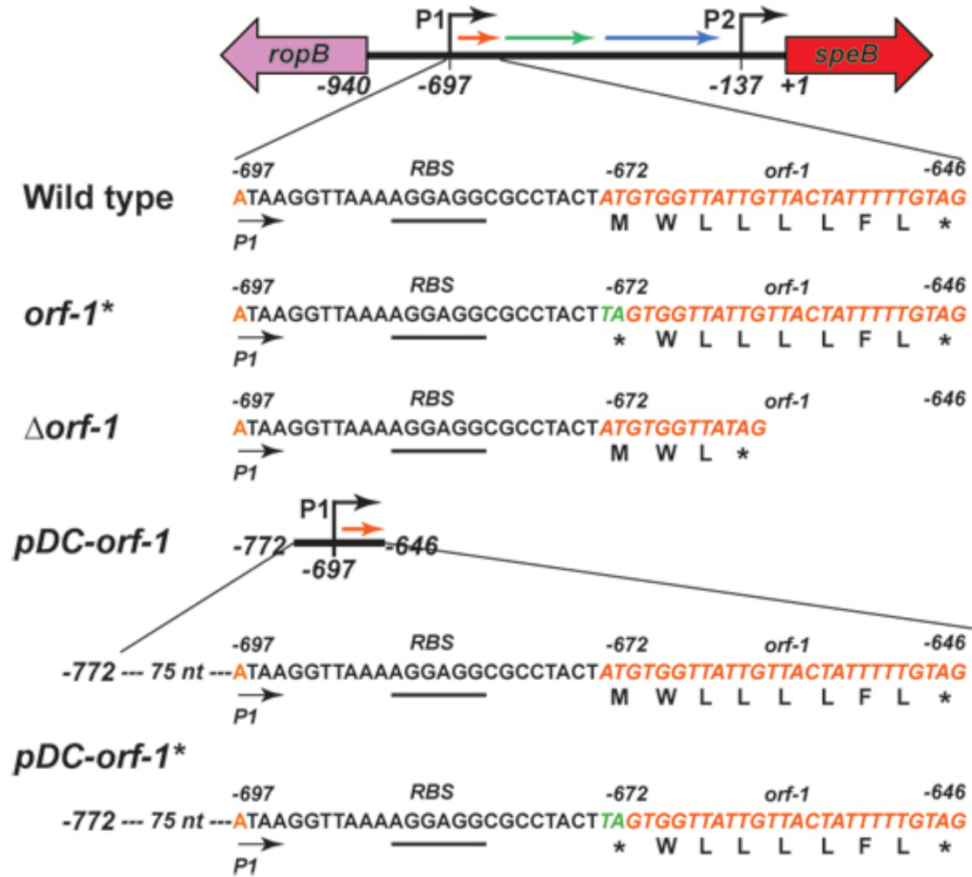 P1 P2
ropB speB
-940 -697 -137 +1
-697 RBS -672 orf-1 -646
Wild type ATAAGGTTAAAAGGAGGCGCCTACTATGTGGTTATTGTTACTATTTTTGTAG
P1 M W L L L L F L *
-697 RBS -672 orf-1 -646
orf-1* ATAAGGTTAAAAGGAGGCGCCTACTTAGTGGTTATTGTTACTATTTTTGTAG
P1 * W L L L L F L *
-697 RBS -672 orf-1 -646
Δorf-1 ATAAGGTTAAAAGGAGGCGCCTACTATGTGGTTATAG
P1 M W L *
P1
pDC-orf-1 -772 -646
-697
-697 RBS -672 orf-1 -646
-772 --- 75 nt ---ATAAGGTTAAAAGGAGGCGCCTACTATGTGGTTATTGTTACTATTTTTGTAG
P1 M W L L L L F L *
pDC-orf-1*
-697 RBS -672 orf-1 -646
-772 --- 75 nt ---ATAAGGTTAAAAGGAGGCGCCTACTTAGTGGTTATTGTTACTATTTTTGTAG
P1 * W L L L L F L *